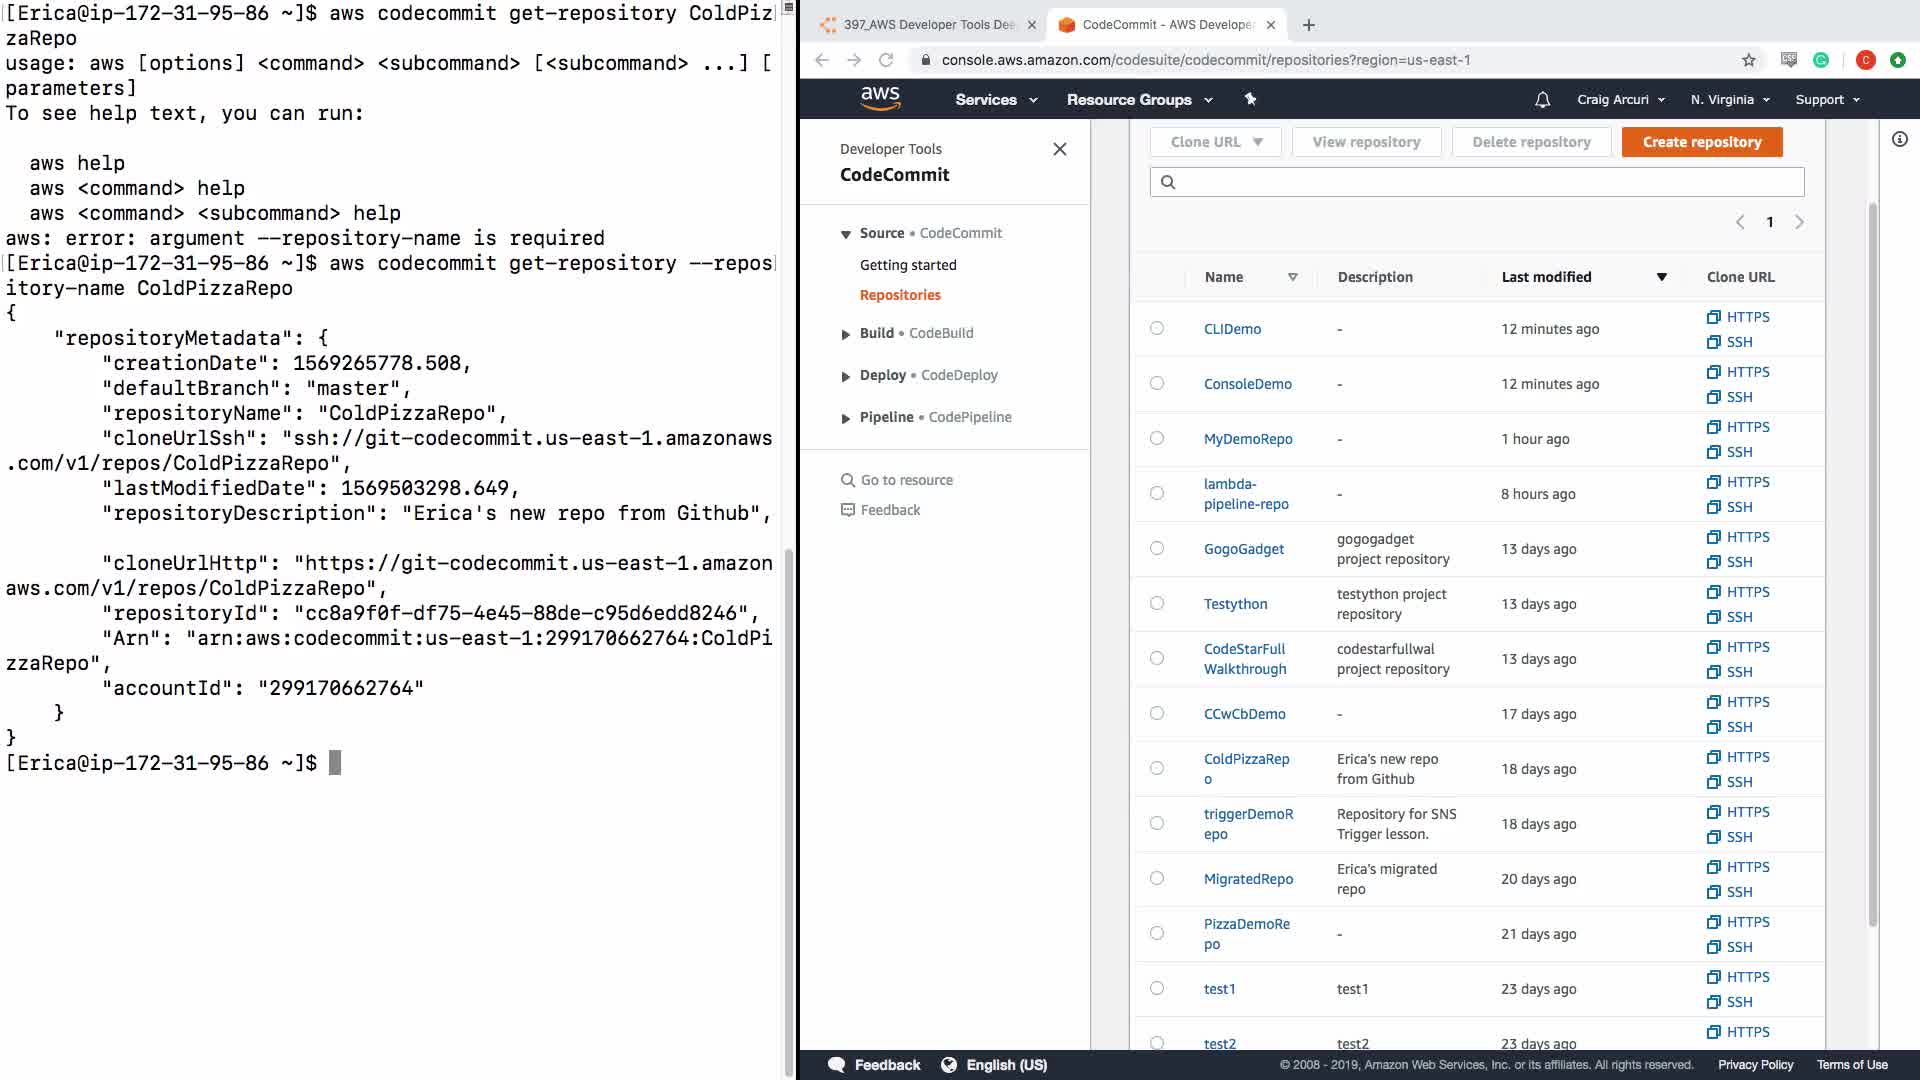 [Erica@ip-172-31-95-86 ~]$ aws codecommit get-repository ColdPiz
zaRepo
usage: aws [options] <command> <subcommand> [<subcommand> ...] [
parameters]
To see help text, you can run:
aws help
aws <command> help
aws <command> <subcommand> help
aws: error: argument --repository-name is required
[Erica@ip-172-31-95-86 ~]$ aws codecommit get-repository --repos
itory-name ColdPizzaRepo
{
"repositoryMetadata": {
"creationDate": 1569265778.508,
"defaultBranch": "master",
"repositoryName": "ColdPizzaRepo",
"cloneUrlSsh": "ssh://git-codecommit.us-east-1.amazonaws
.com/v1/repos/ColdPizzaRepo",
"lastModifiedDate": 1569503298.649,
"repositoryDescription": "Erica's new repo from Github",
"cloneUrlHttp": "https://git-codecommit.us-east-1.amazon
aws.com/v1/repos/ColdPizzaRepo",
"repositoryId": "cc8a9f0f-df75-4e45-88de-c95d6edd8246",
"Arn": "arn:aws:codecommit:us-east-1:299170662764:ColdPi
zzaRepo",
"accountId": "299170662764"
}
}
[Erica@ip-172-31-95-86 ~]$
397_AWS Developer Tools Dee
CodeCommit - AWS Developer
console.aws.amazon.com/codesuite/codecommit/repositories?region=us-east-1
C
aws Services Resource Groups Craig Arcuri N. Virginia Support
Developer Tools
CodeCommit
Source • CodeCommit
Getting started
Repositories
Build • CodeBuild
Deploy • CodeDeploy
Pipeline • CodePipeline
Go to resource
Feedback
Clone URL View repository Delete repository Create repository
1
Name Description Last modified Clone URL
CLIDemo - 12 minutes ago HTTPS
SSH
ConsoleDemo - 12 minutes ago HTTPS
SSH
MyDemoRepo - 1 hour ago HTTPS
SSH
lambda-
pipeline-repo - 8 hours ago HTTPS
SSH
GogoGadget gogogadget
project repository 13 days ago HTTPS
SSH
Testython testython project
repository 13 days ago HTTPS
SSH
CodeStarFull
Walkthrough codestarfullwal
project repository 13 days ago HTTPS
SSH
CCwCbDemo - 17 days ago HTTPS
SSH
ColdPizzaRep
o Erica's new repo
from Github 18 days ago HTTPS
SSH
triggerDemoR
epo Repository for SNS
Trigger lesson. 18 days ago HTTPS
SSH
MigratedRepo Erica's migrated
repo 20 days ago HTTPS
SSH
PizzaDemoRe
po - 21 days ago HTTPS
SSH
test1 test1 23 days ago HTTPS
SSH
test2 test2 23 days ago HTTPS
Feedback English (US) © 2008 - 2019, Amazon Web Services, Inc. or its affiliates. All rights reserved. Privacy Policy Terms of Use